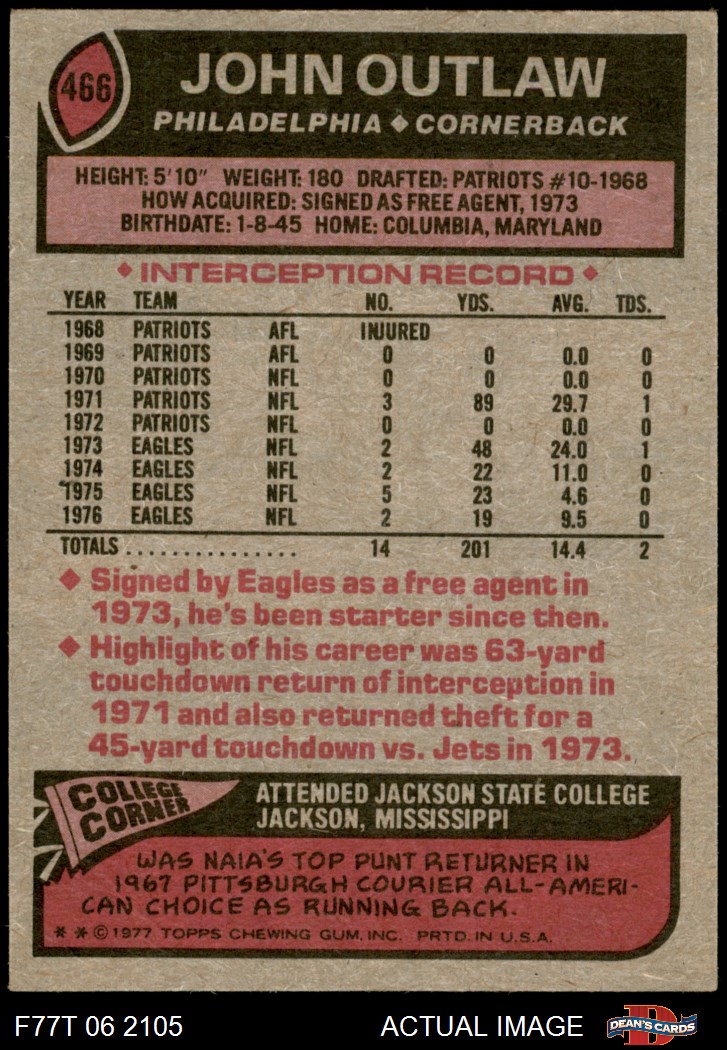 466
JOHN OUTLAW
PHILADELPHIA ◆ CORNERBACK
HEIGHT: 5'10" WEIGHT: 180 DRAFTED: PATRIOTS #10-1968
HOW ACQUIRED: SIGNED AS FREE AGENT, 1973
BIRTHDATE: 1-8-45 HOME: COLUMBIA, MARYLAND
◆ INTERCEPTION RECORD ◆
YEAR TEAM NO. YDS. AVG. TDS.
1968 PATRIOTS AFL INJURED
1969 PATRIOTS AFL 0 0 0.0 0
1970 PATRIOTS NFL 0 0 0.0 0
1971 PATRIOTS NFL 3 89 29.7 1
1972 PATRIOTS NFL 0 0 0.0 0
1973 EAGLES NFL 2 48 24.0 1
1974 EAGLES NFL 2 22 11.0 0
1975 EAGLES NFL 5 23 4.6 0
1976 EAGLES NFL 2 19 9.5 0
TOTALS ............... 14 201 14.4 2
◆ Signed by Eagles as a free agent in
1973, he's been starter since then.
◆ Highlight of his career was 63-yard
touchdown return of interception in
1971 and also returned theft for a
45-yard touchdown vs. Jets in 1973.
COLLEGE
CORNER
ATTENDED JACKSON STATE COLLEGE
JACKSON, MISSISSIPPI
WAS NAIA'S TOP PUNT RETURNER IN
1967 PITTSBURGH COURIER ALL-AMERI-
CAN CHOICE AS RUNNING BACK.
* * © 1977 TOPPS CHEWING GUM, INC. PRTD. IN U.S.A.
F77T 06 2105 ACTUAL IMAGE
D
DEAN'S CARDS